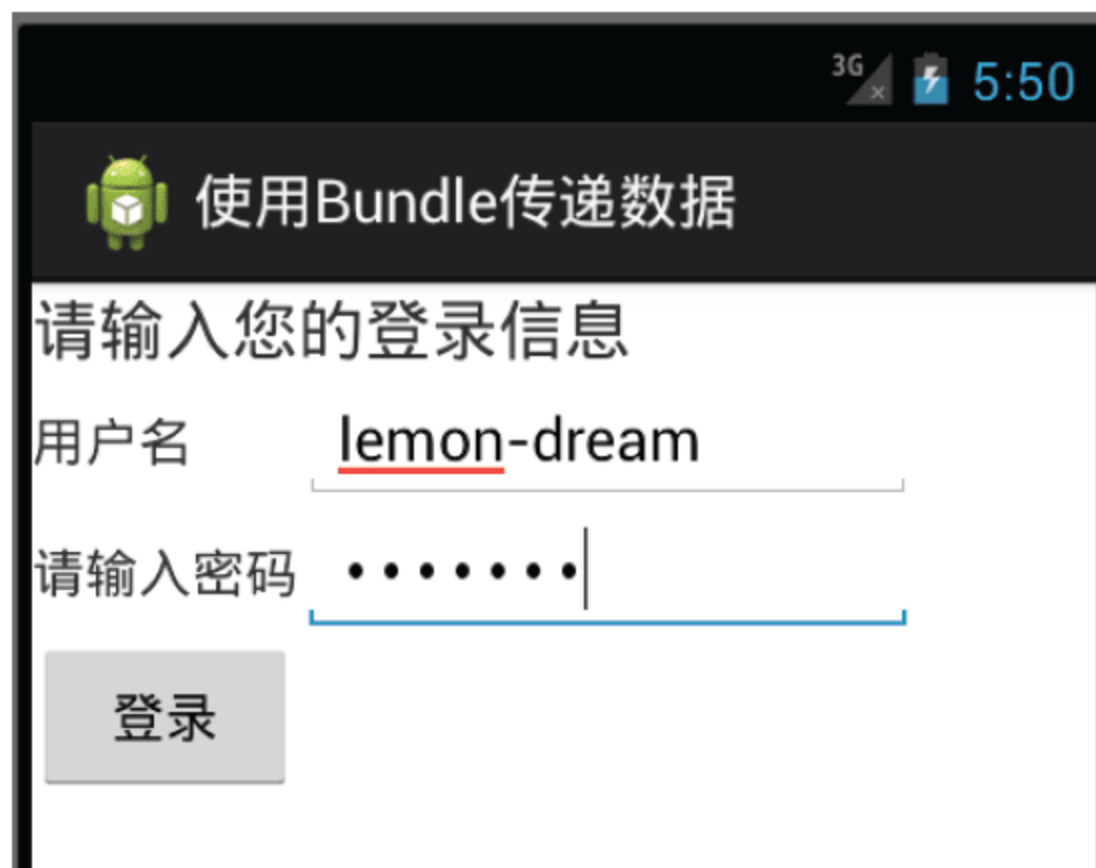 3G 5:50
使用Bundle传递数据
请输入您的登录信息
用户名 lemon-dream
请输入密码 •••••••
登录